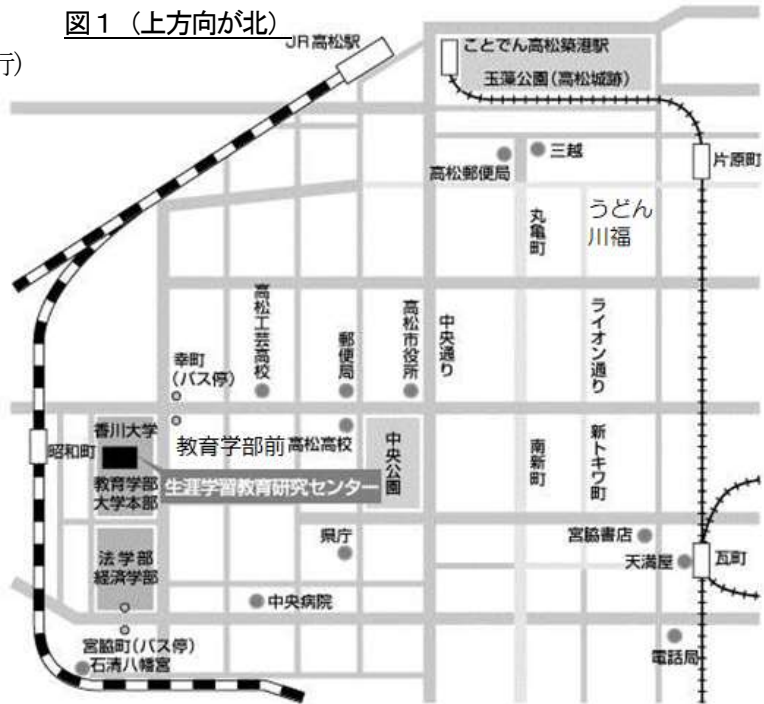 図1（上方向が北）
行)
JR高松駅
ことでん高松築港駅
玉藻公園(高松城跡)
三越
高松郵便局
片原町
丸亀町
うどん
川福
高松工芸高校
郵便局
高松市役所
中央通り
ライオン通り
幸町
(バス停)
香川大学
昭和町
教育学部前
高松高校
中央公園
南新町
新トキワ町
教育学部
大学本部
生涯学習教育研究センター
県庁
宮脇書店
天満屋
瓦町
法学部
経済学部
中央病院
宮脇町(バス停)
石清八幡宮
電話局